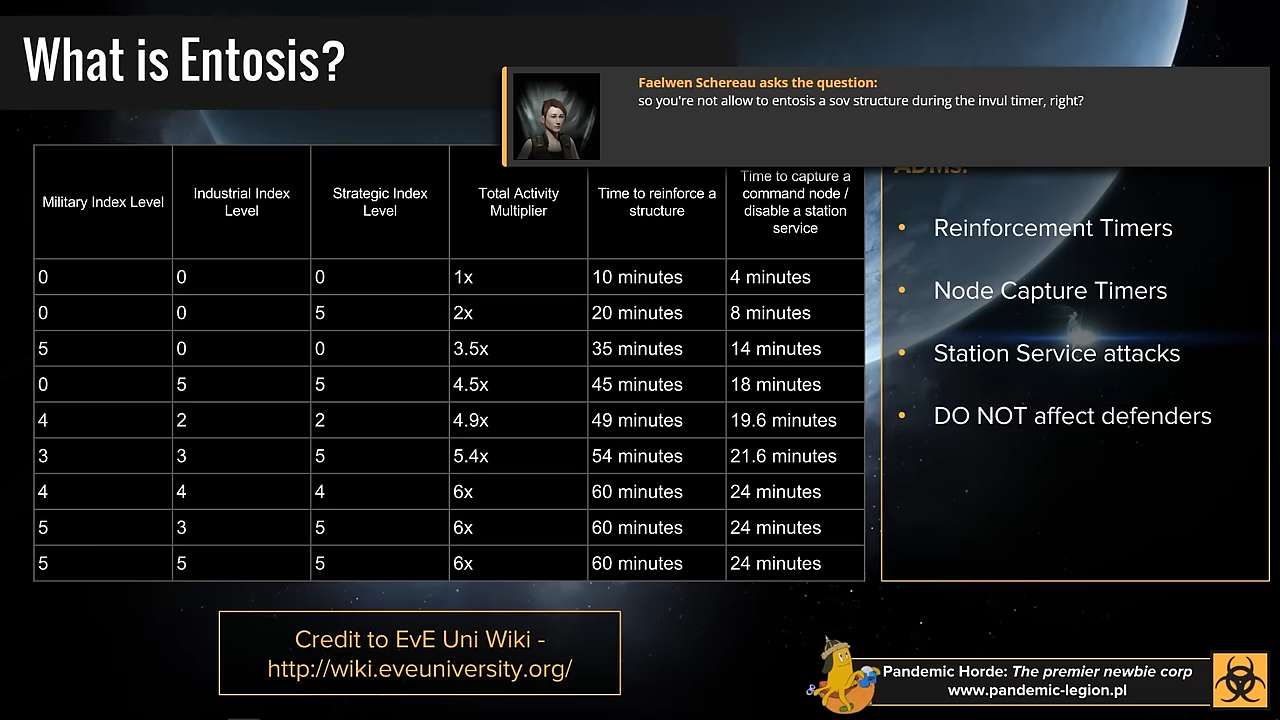 What is Entosis?
Faelwen Schereau asks the question:
so you're not allow to entosis a sov structure during the invul timer, right?
Military Index Level
Industrial Index
Level
Strategic Index
Level
Total Activity
Multiplier
Time to reinforce a
structure
Time to capture a
command node /
disable a station
service
0 0 0 1x 10 minutes 4 minutes
0 0 5 2x 20 minutes 8 minutes
5 0 0 3.5x 35 minutes 14 minutes
0 5 5 4.5x 45 minutes 18 minutes
4 2 2 4.9x 49 minutes 19.6 minutes
3 3 5 5.4x 54 minutes 21.6 minutes
4 4 4 6x 60 minutes 24 minutes
5 3 5 6x 60 minutes 24 minutes
5 5 5 6x 60 minutes 24 minutes
ADMs:
• Reinforcement Timers
• Node Capture Timers
• Station Service attacks
• DO NOT affect defenders
Credit to EvE Uni Wiki -
http://wiki.eveuniversity.org/
Pandemic Horde: The premier newbie corp
www.pandemic-legion.pl